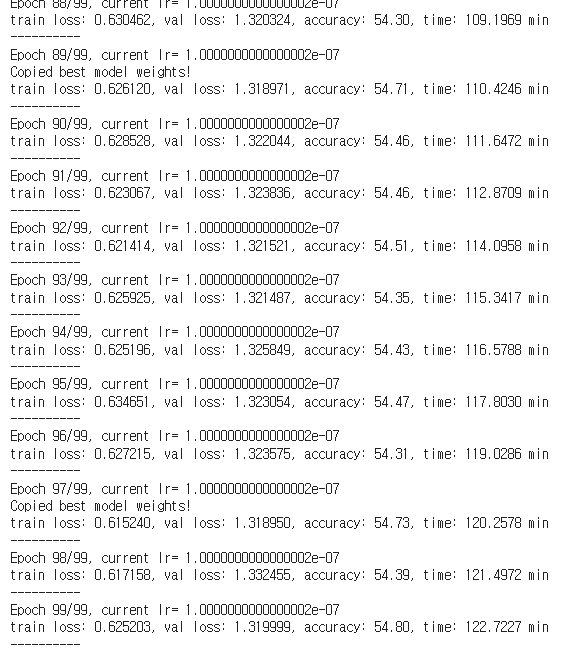 Epoch 88/99, current lr= 1.0000000000000002e-07
train loss: 0.630462, val loss: 1.320324, accuracy: 54.30, time: 109.1969 min
----------
Epoch 89/99, current lr= 1.0000000000000002e-07
Copied best model weights!
train loss: 0.626120, val loss: 1.318971, accuracy: 54.71, time: 110.4246 min
----------
Epoch 90/99, current lr= 1.0000000000000002e-07
train loss: 0.628528, val loss: 1.322044, accuracy: 54.46, time: 111.6472 min
----------
Epoch 91/99, current lr= 1.0000000000000002e-07
train loss: 0.623067, val loss: 1.323836, accuracy: 54.46, time: 112.8709 min
----------
Epoch 92/99, current lr= 1.0000000000000002e-07
train loss: 0.621414, val loss: 1.321521, accuracy: 54.51, time: 114.0958 min
----------
Epoch 93/99, current lr= 1.0000000000000002e-07
train loss: 0.625925, val loss: 1.321487, accuracy: 54.35, time: 115.3417 min
----------
Epoch 94/99, current lr= 1.0000000000000002e-07
train loss: 0.625196, val loss: 1.325849, accuracy: 54.43, time: 116.5788 min
----------
Epoch 95/99, current lr= 1.0000000000000002e-07
train loss: 0.634651, val loss: 1.323054, accuracy: 54.47, time: 117.8030 min
----------
Epoch 96/99, current lr= 1.0000000000000002e-07
train loss: 0.627215, val loss: 1.323575, accuracy: 54.31, time: 119.0286 min
----------
Epoch 97/99, current lr= 1.0000000000000002e-07
Copied best model weights!
train loss: 0.615240, val loss: 1.318950, accuracy: 54.73, time: 120.2578 min
----------
Epoch 98/99, current lr= 1.0000000000000002e-07
train loss: 0.617158, val loss: 1.332455, accuracy: 54.39, time: 121.4972 min
----------
Epoch 99/99, current lr= 1.0000000000000002e-07
train loss: 0.625203, val loss: 1.319999, accuracy: 54.80, time: 122.7227 min
----------